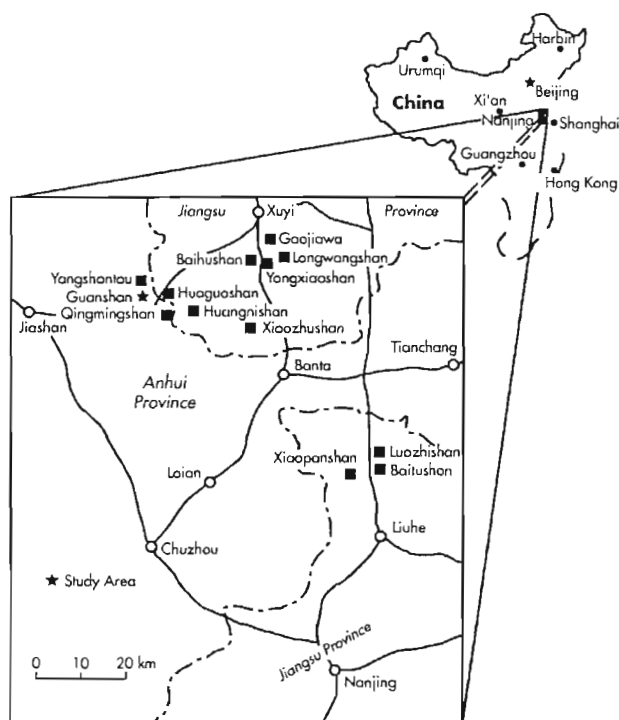 Harbin
Urumqi
Beijing
China
Xi'an
Nanjing
Shanghai
Guangzhou
Hong Kong
Jiangsu
Xuyi
Province
Gaojiawa
Baihushan
Longwangshan
Yongxiaoshan
Yangshantou
Guanshan
Huaguoshan
Qingmingshan
Huangnishan
Jiashan
Xiaozhushan
Tianchang
Banta
Anhui
Province
Luozhishan
Xiaopanshan
Baitushan
Laian
Liuhe
Chuzhou
★ Study Area
Jiangsu Province
0 10 20 km
Nanjing